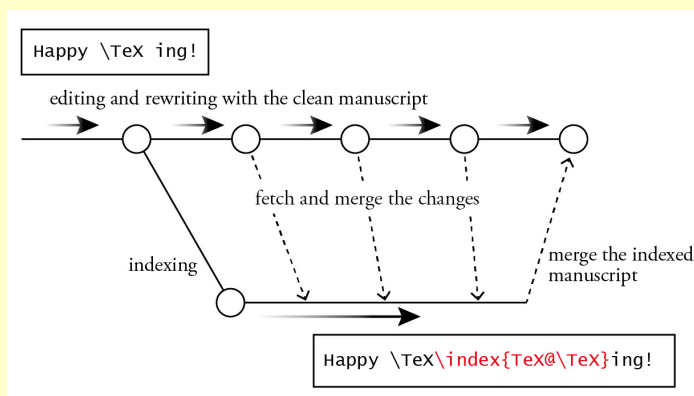 Happy \TeX ing!
editing and rewriting with the clean manuscript
fetch and merge the changes
indexing
merge the indexed
manuscript
Happy \TeX\index{TeX@\TeX}ing!